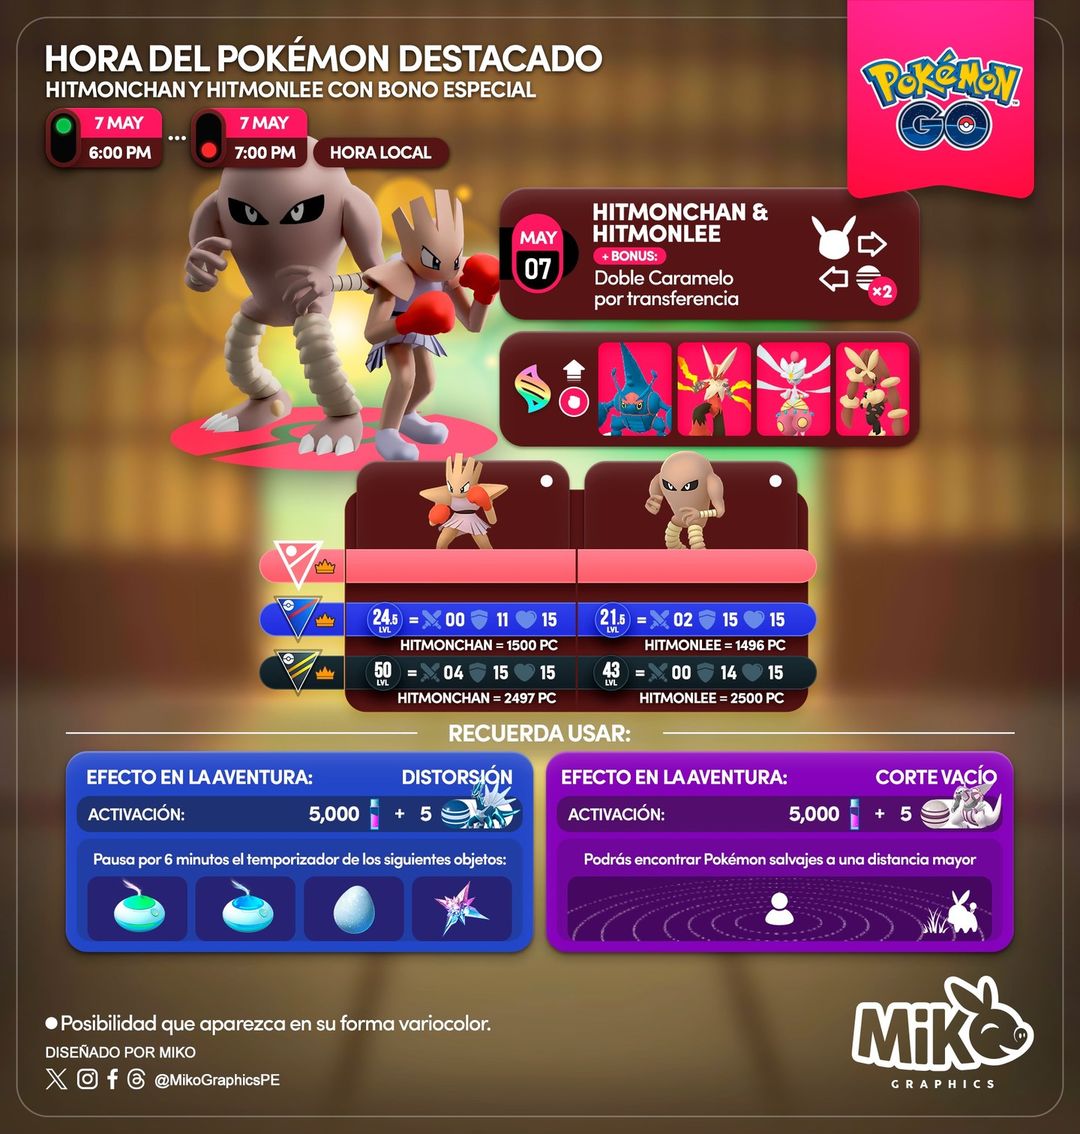 HORA DEL POKÉMON DESTACADO
HITMONCHAN Y HITMONLEE CON BONO ESPECIAL
7 MAY
6:00 PM
...
7 MAY
7:00 PM
HORA LOCAL
POKÉMON
GO
MAY
07
HITMONCHAN &
HITMONLEE
+ BONUS:
Doble Caramelo
por transferencia
×2
24.5 LVL = 00 11 15
HITMONCHAN = 1500 PC
21.5 LVL = 02 15 15
HITMONLEE = 1496 PC
50 LVL = 04 15 15
HITMONCHAN = 2497 PC
43 LVL = 00 14 15
HITMONLEE = 2500 PC
RECUERDA USAR:
EFECTO EN LA AVENTURA: DISTORSIÓN
ACTIVACIÓN: 5,000 + 5
Pausa por 6 minutos el temporizador de los siguientes objetos:
EFECTO EN LA AVENTURA: CORTE VACÍO
ACTIVACIÓN: 5,000 + 5
Podrás encontrar Pokémon salvajes a una distancia mayor
Posibilidad que aparezca en su forma variocolor.
DISEÑADO POR MIKO
@MikoGraphicsPE
MiKO
GRAPHICS